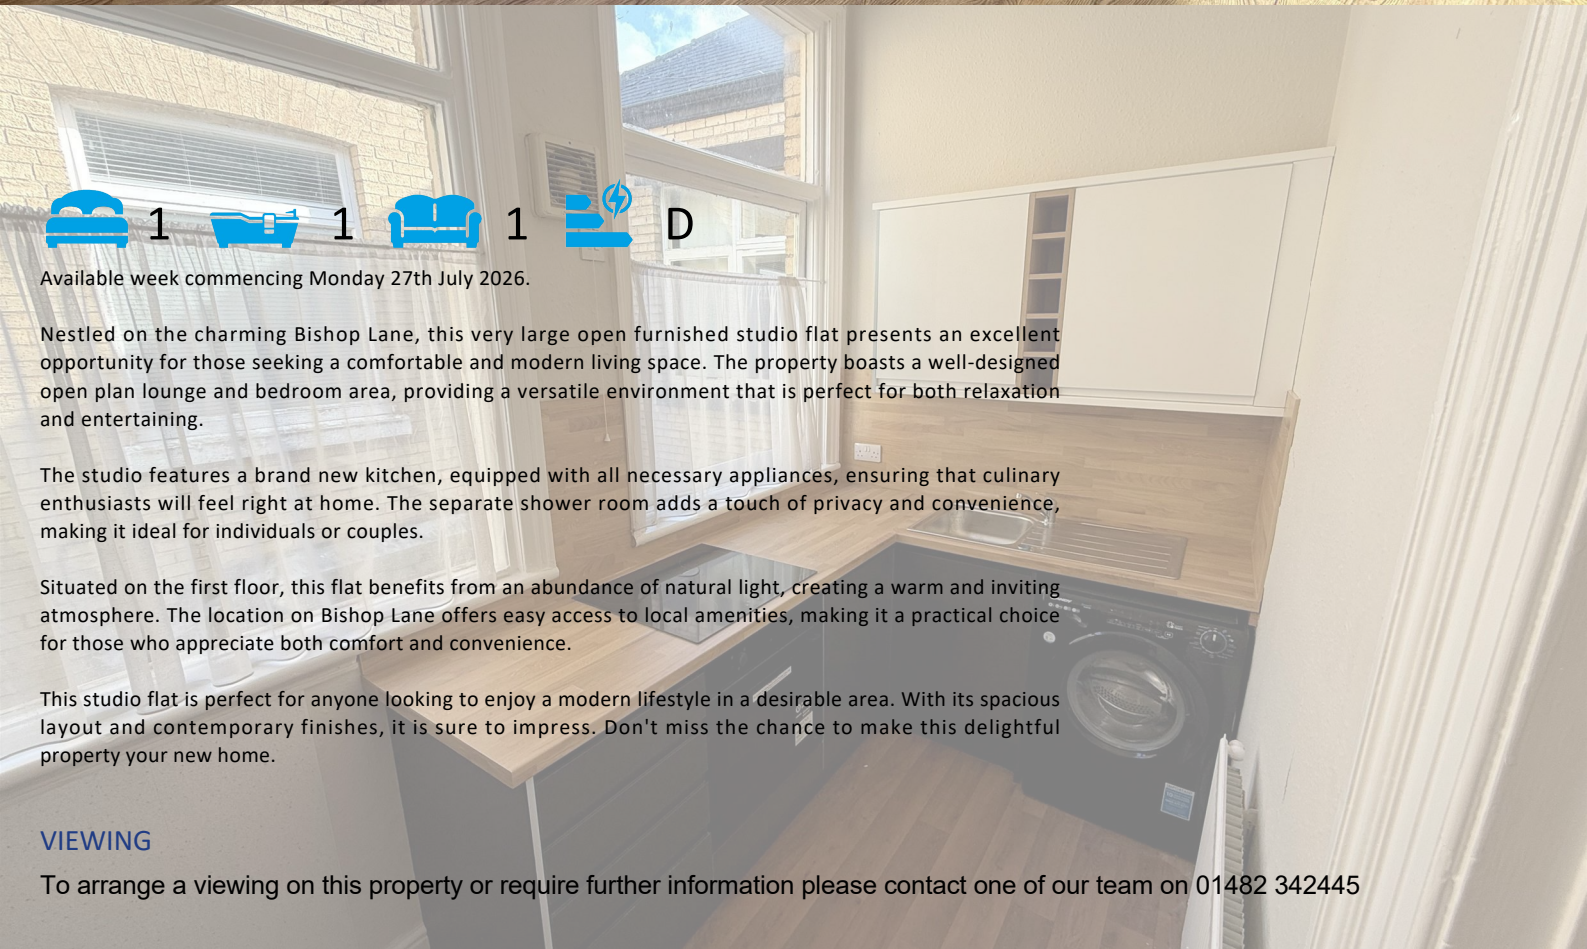 1 1 1 D
Available week commencing Monday 27th July 2026.
Nestled on the charming Bishop Lane, this very large open furnished studio flat presents an excellent
opportunity for those seeking a comfortable and modern living space. The property boasts a well-designed
open plan lounge and bedroom area, providing a versatile environment that is perfect for both relaxation
and entertaining.
The studio features a brand new kitchen, equipped with all necessary appliances, ensuring that culinary
enthusiasts will feel right at home. The separate shower room adds a touch of privacy and convenience,
making it ideal for individuals or couples.
Situated on the first floor, this flat benefits from an abundance of natural light, creating a warm and inviting
atmosphere. The location on Bishop Lane offers easy access to local amenities, making it a practical choice
for those who appreciate both comfort and convenience.
This studio flat is perfect for anyone looking to enjoy a modern lifestyle in a desirable area. With its spacious
layout and contemporary finishes, it is sure to impress. Don't miss the chance to make this delightful
property your new home.
VIEWING
To arrange a viewing on this property or require further information please contact one of our team on 01482 342445